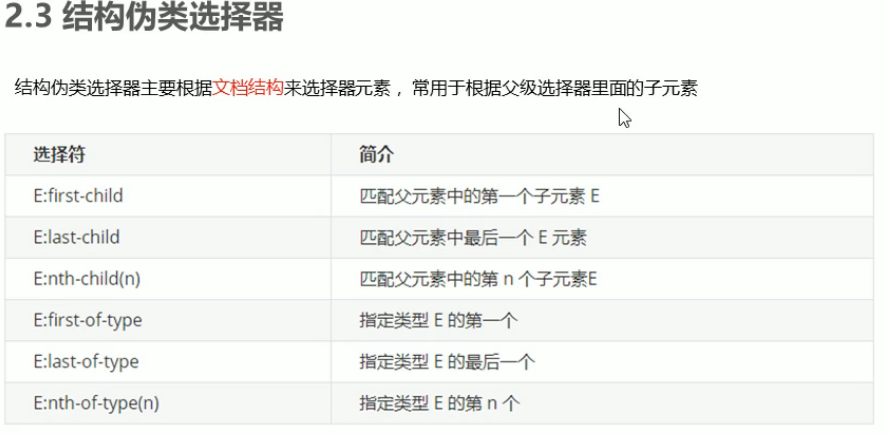 2.3 结构伪类选择器
结构伪类选择器主要根据文档结构来选择器元素，常用于根据父级选择器里面的子元素
选择符 简介
E:first-child 匹配父元素中的第一个子元素 E
E:last-child 匹配父元素中最后一个 E 元素
E:nth-child(n) 匹配父元素中的第 n 个子元素E
E:first-of-type 指定类型 E 的第一个
E:last-of-type 指定类型 E 的最后一个
E:nth-of-type(n) 指定类型 E 的第 n 个